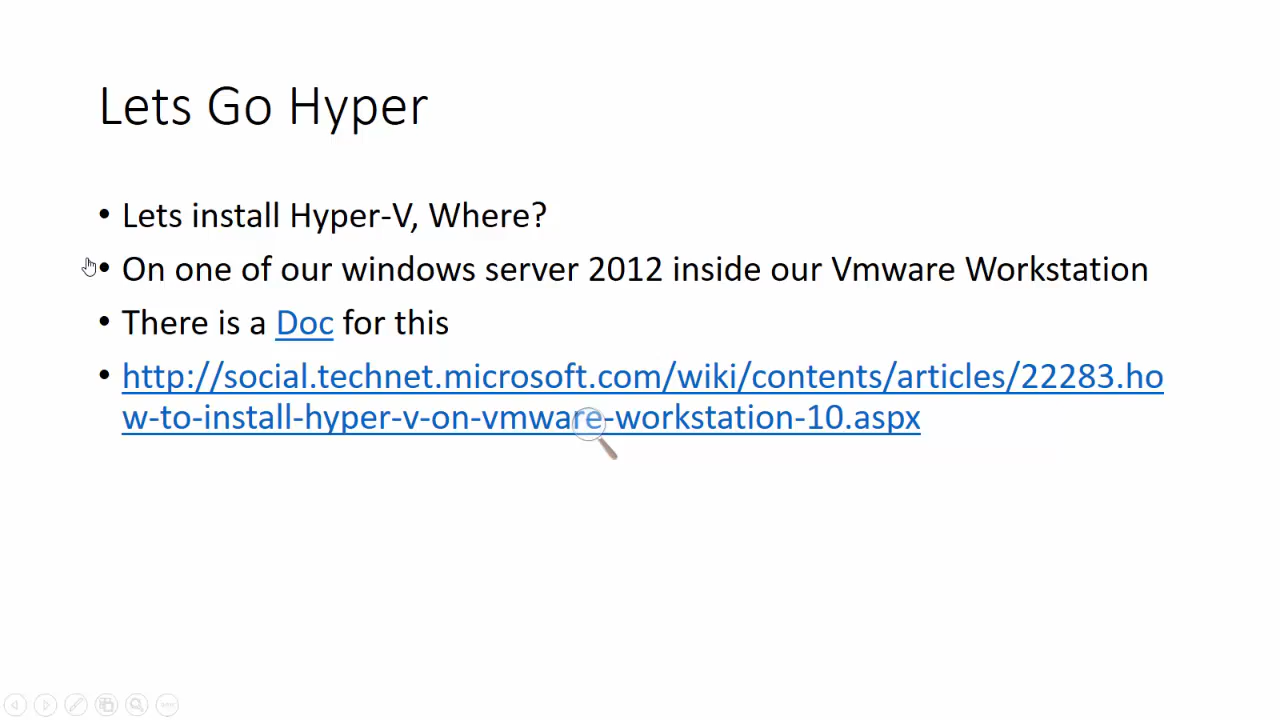 Lets Go Hyper
• Lets install Hyper-V, Where?
• On one of our windows server 2012 inside our Vmware Workstation
• There is a Doc for this
• http://social.technet.microsoft.com/wiki/contents/articles/22283.ho
w-to-install-hyper-v-on-vmware-workstation-10.aspx